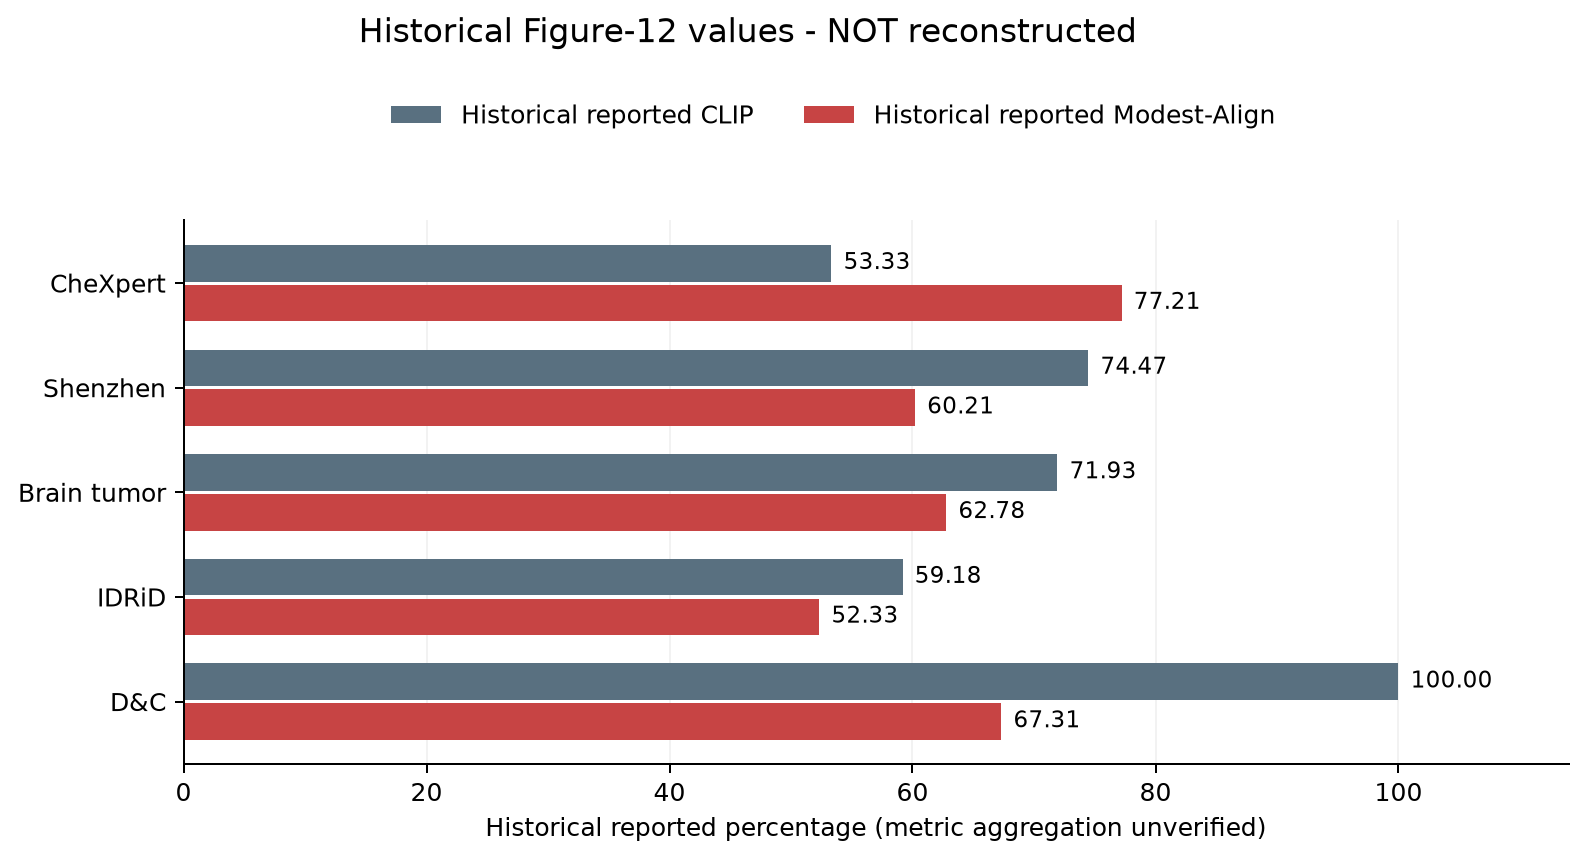 Historical Figure-12 values - NOT reconstructed
Historical reported CLIP
Historical reported Modest-Align
CheXpert
53.33
77.21
Shenzhen
74.47
60.21
Brain tumor
71.93
62.78
IDRiD
59.18
52.33
D&C
100.00
67.31
0 20 40 60 80 100
Historical reported percentage (metric aggregation unverified)